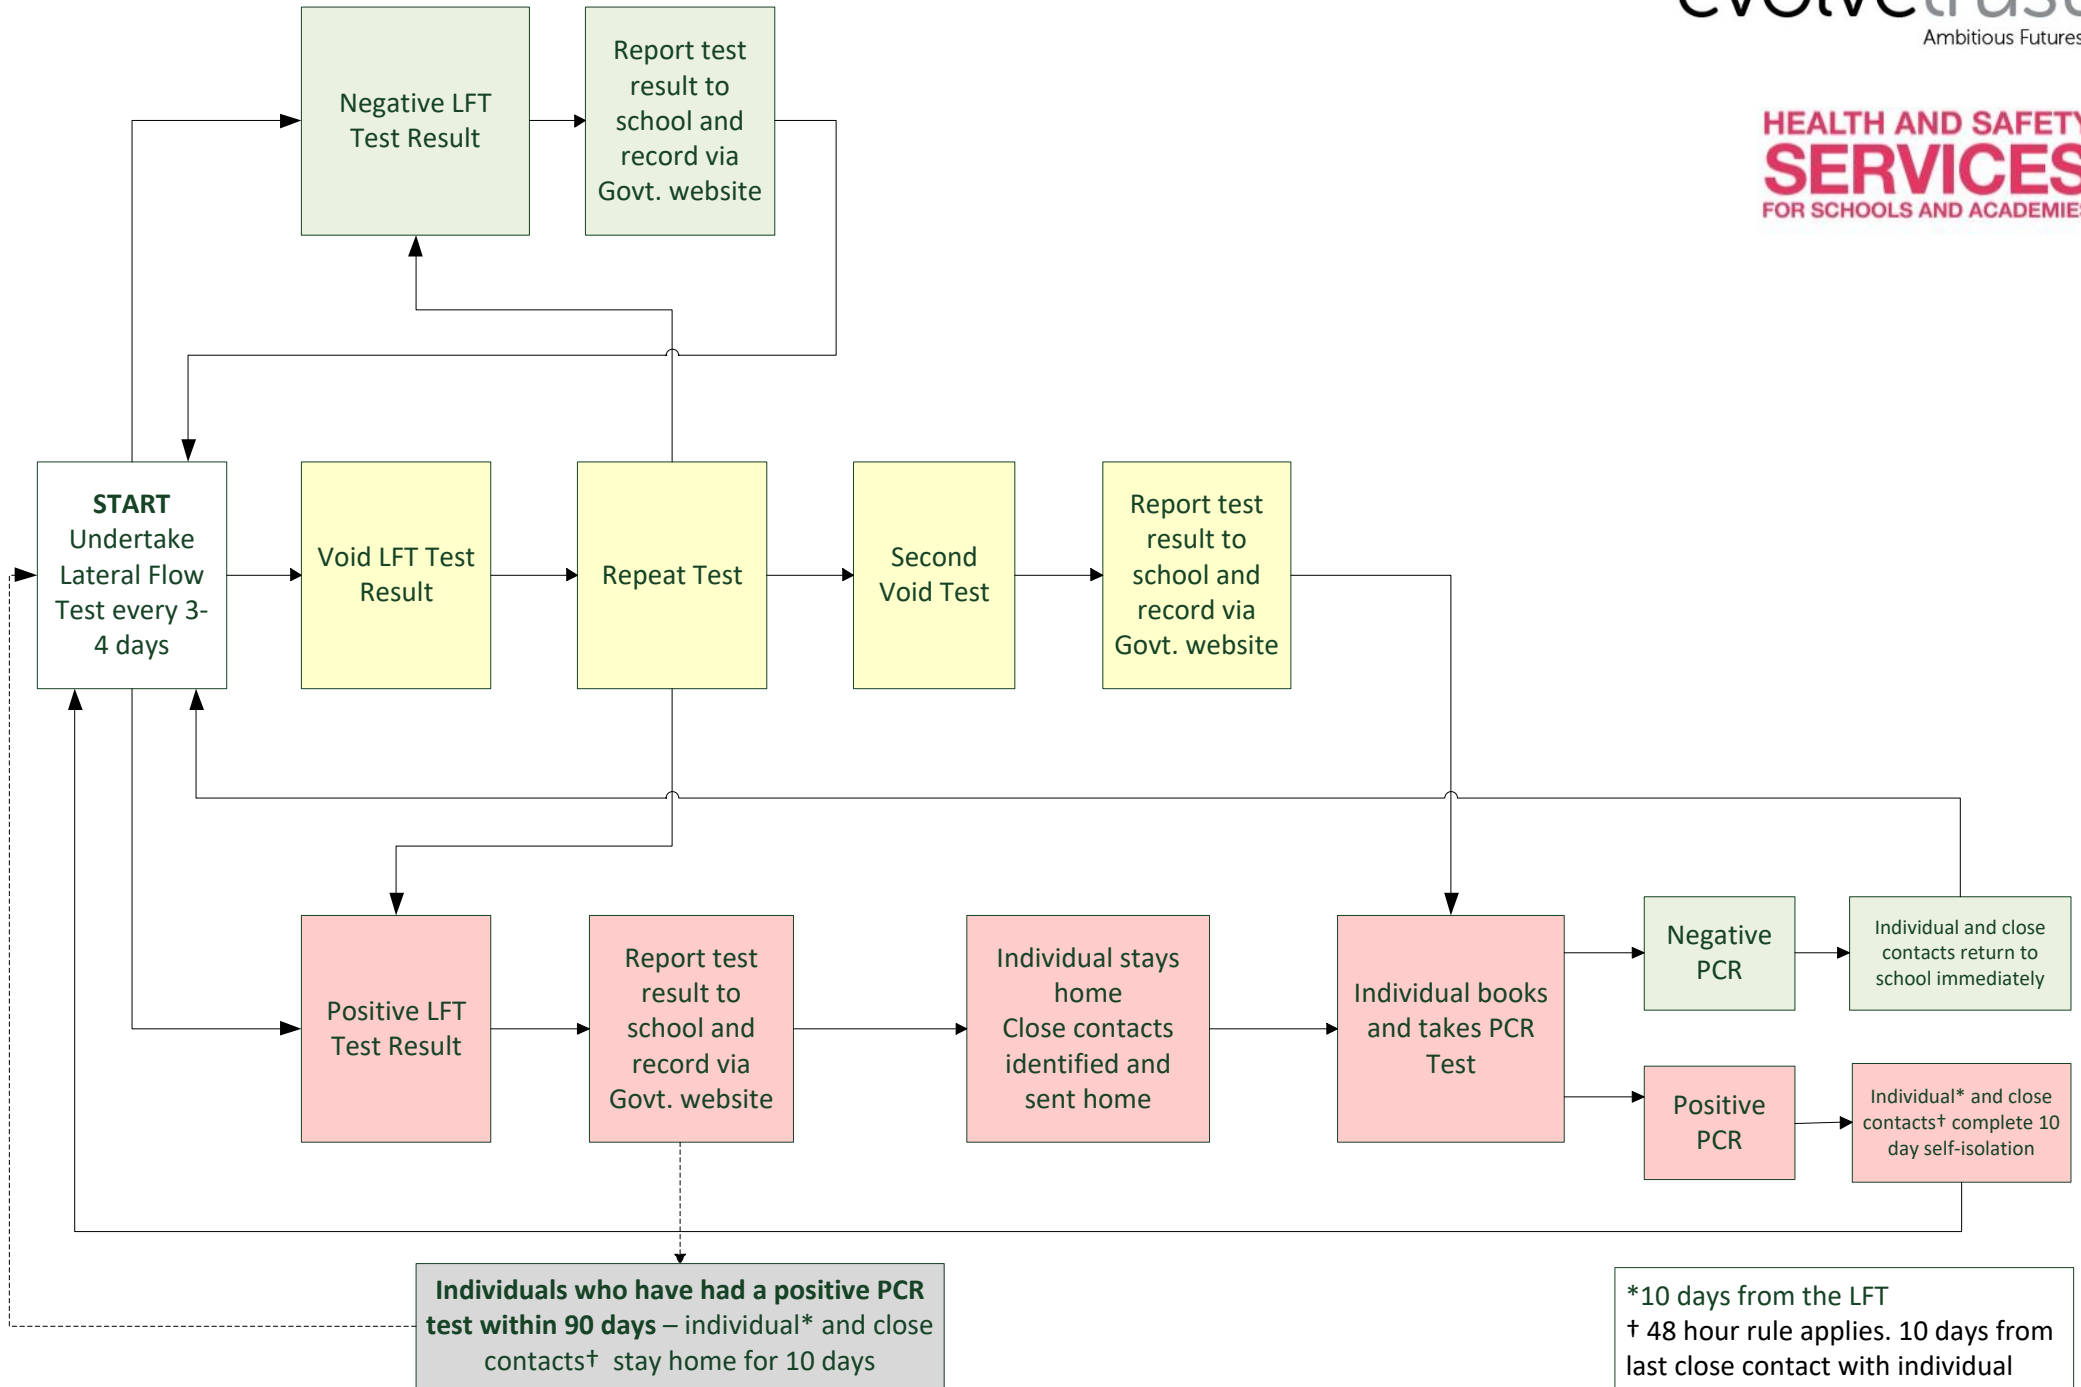 evolvetrust
Ambitious Futures
HEALTH AND SAFETY
SERVICES
FOR SCHOOLS AND ACADEMIES
Negative LFT
Test Result
Report test
result to
school and
record via
Govt. website
START
Undertake
Lateral Flow
Test every 3-
4 days
Void LFT Test
Result
Repeat Test
Second
Void Test
Report test
result to
school and
record via
Govt. website
Positive LFT
Test Result
Report test
result to
school and
record via
Govt. website
Individual stays
home
Close contacts
identified and
sent home
Individual books
and takes PCR
Test
Negative
PCR
Individual and close
contacts return to
school immediately
Positive
PCR
Individual* and close
contacts† complete 10
day self-isolation
Individuals who have had a positive PCR
test within 90 days – individual* and close
contacts† stay home for 10 days
*10 days from the LFT
† 48 hour rule applies. 10 days from
last close contact with individual